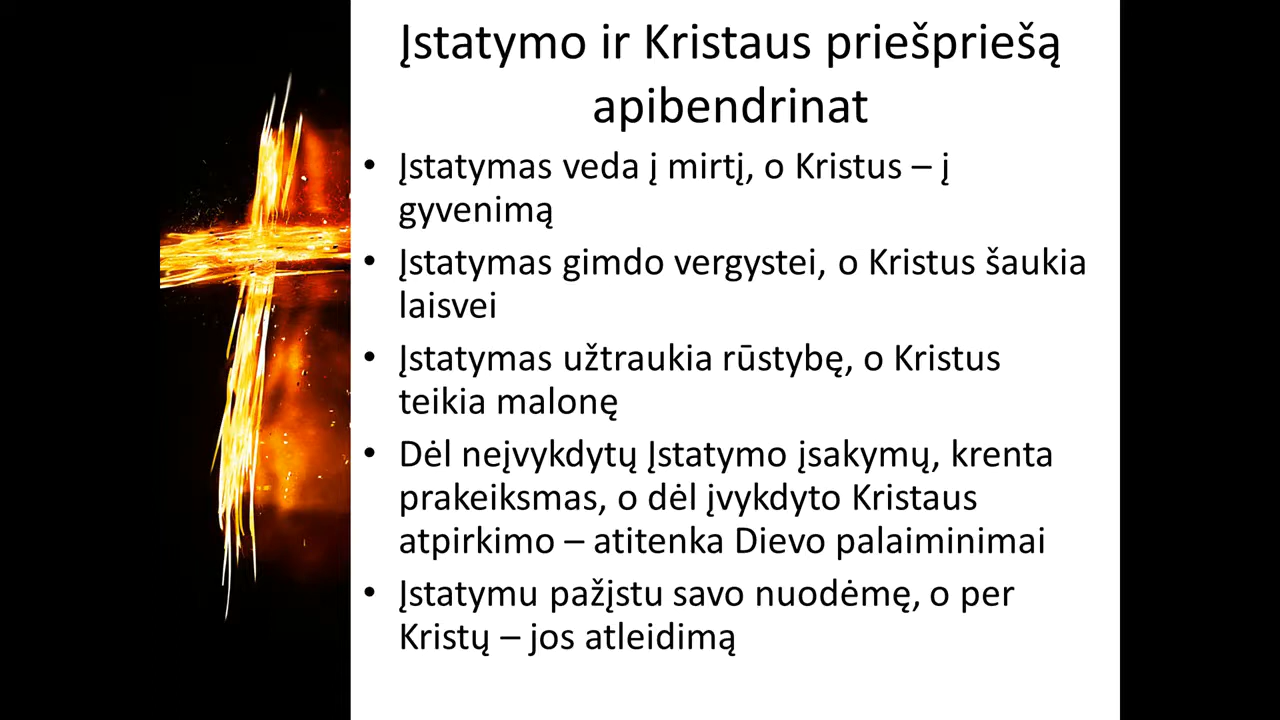 Įstatymo ir Kristaus priešpriešą
apibendrinat
• Įstatymas veda į mirtį, o Kristus – į
gyvenimą
• Įstatymas gimdo vergystei, o Kristus šaukia
laisvei
• Įstatymas užtraukia rūstybę, o Kristus
teikia malonę
• Dėl neįvykdytų Įstatymo įsakymų, krenta
prakeiksmas, o dėl įvykdyto Kristaus
atpirkimo – atitenka Dievo palaiminimai
• Įstatymu pažįstu savo nuodėmę, o per
Kristų – jos atleidimą